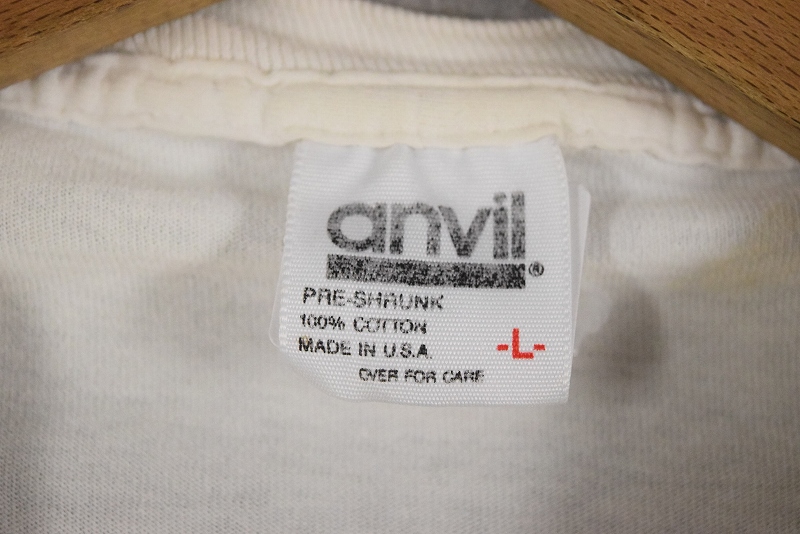 anvil®
PRE-SHRUNK
100% COTTON
MADE IN U.S.A. -L-
OVER FOR CARE